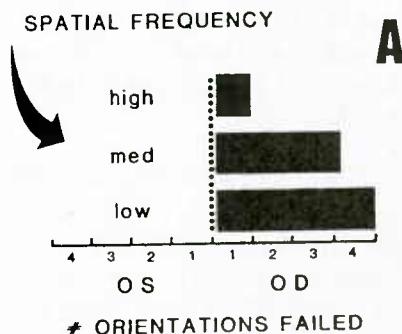 SPATIAL FREQUENCY
A
high
med
low
4 3 2 1 1 2 3 4
OS OD
# ORIENTATIONS FAILED